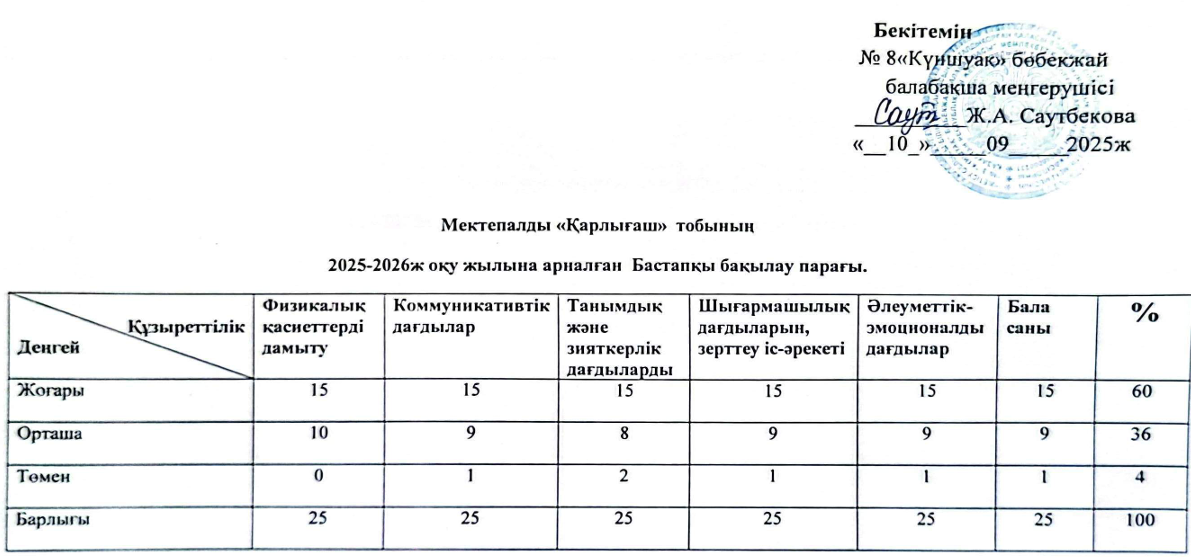 Бекітемін
№ 8«Күншуақ» бөбекжай
балабақша меңгерушісі
Ж.А. Саутбекова
«__10_»_____09______2025ж
Мектепалды «Қарлығаш» тобының
2025-2026ж оқу жылына арналған Бастапқы бақылау парағы.
Құзыреттілік
Деңгей
Физикалық қасиеттерді дамыту
Коммуникативтік дағдылар
Танымдық және зияткерлік дағдыларды
Шығармашылық дағдыларын, зерттеу іс-әрекеті
Әлеуметтік-эмоционалды дағдылар
Бала саны
%
Жоғары 15 15 15 15 15 15 60
Орташа 10 9 8 9 9 9 36
Төмен 0 1 2 1 1 1 4
Барлығы 25 25 25 25 25 25 100